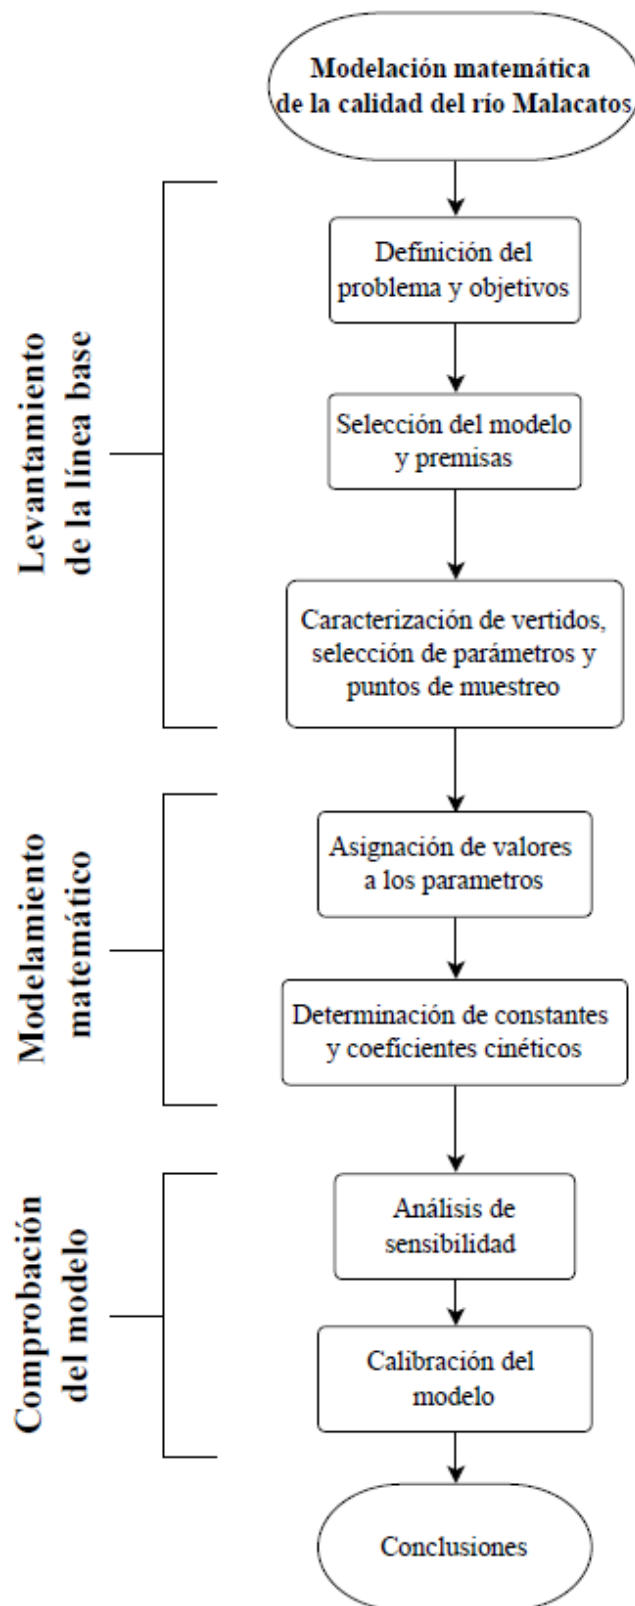 Modelación matemática
de la calidad del río Malacatos
Levantamiento
de la línea base
Definición del
problema y objetivos
Selección del modelo
y premisas
Caracterización de vertidos,
selección de parámetros y
puntos de muestreo
Modelamiento
matemático
Asignación de valores
a los parametros
Determinación de constantes
y coeficientes cinéticos
Comprobación
del modelo
Análisis de
sensibilidad
Calibración del
modelo
Conclusiones